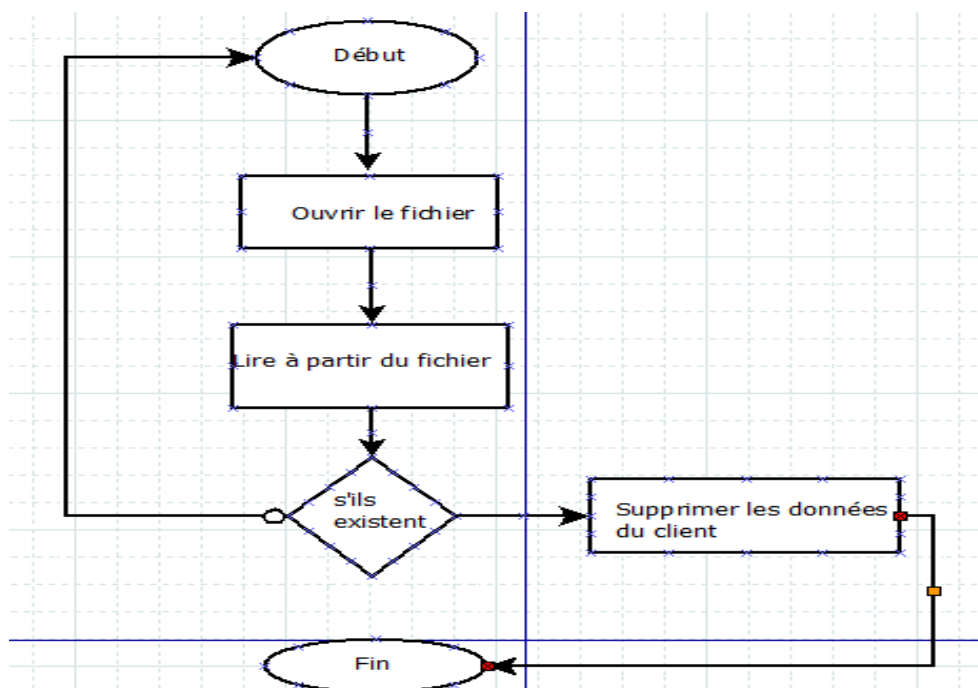 Début
Ouvrir le fichier
Lire à partir du fichier
s'ils
existent
Supprimer les données
du client
Fin